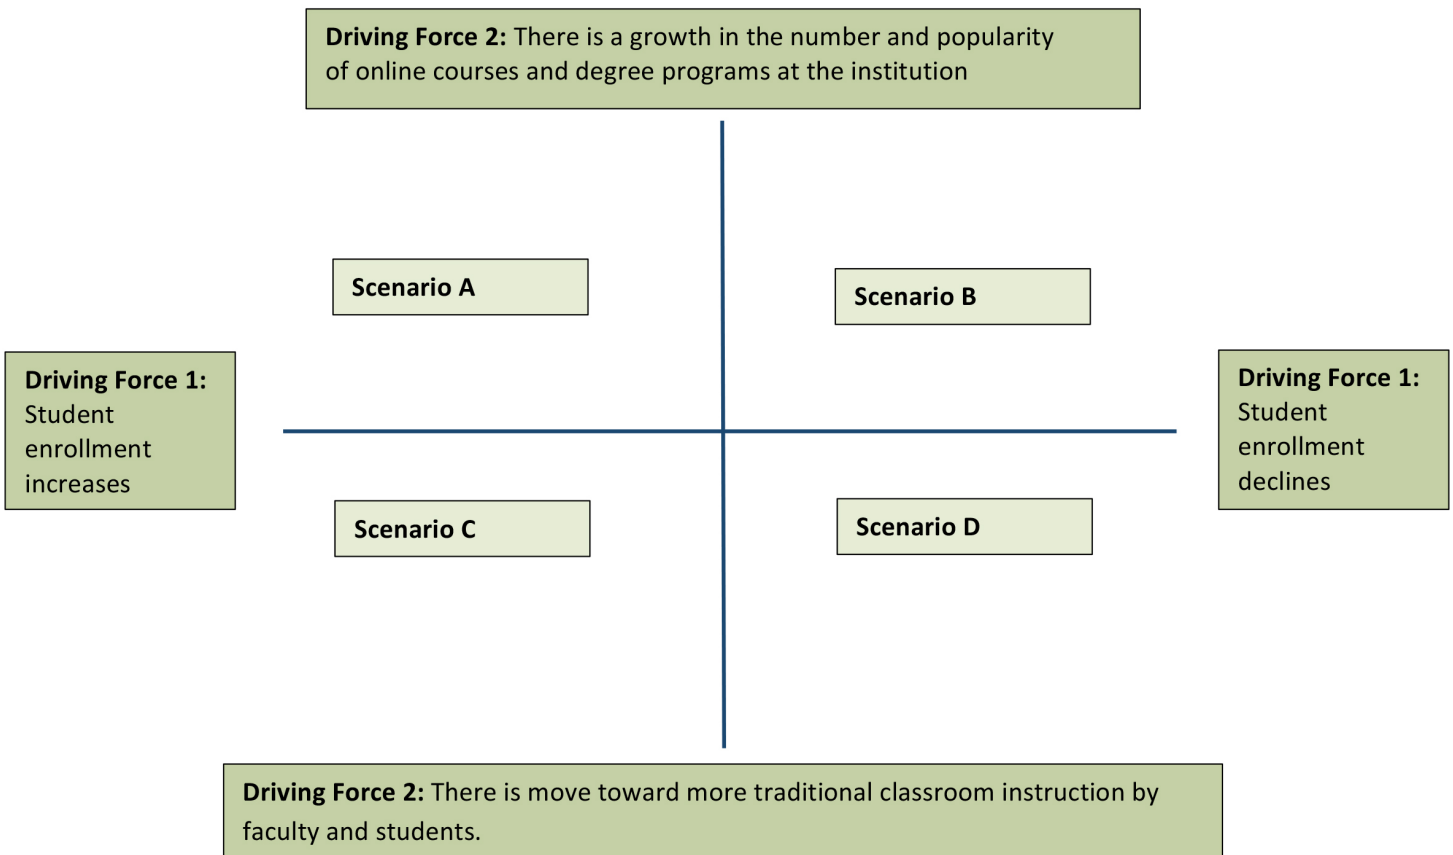 Driving Force 2: There is a growth in the number and popularity
of online courses and degree programs at the institution
Scenario A
Scenario B
Driving Force 1:
Student
enrollment
increases
Driving Force 1:
Student
enrollment
declines
Scenario C
Scenario D
Driving Force 2: There is move toward more traditional classroom instruction by
faculty and students.